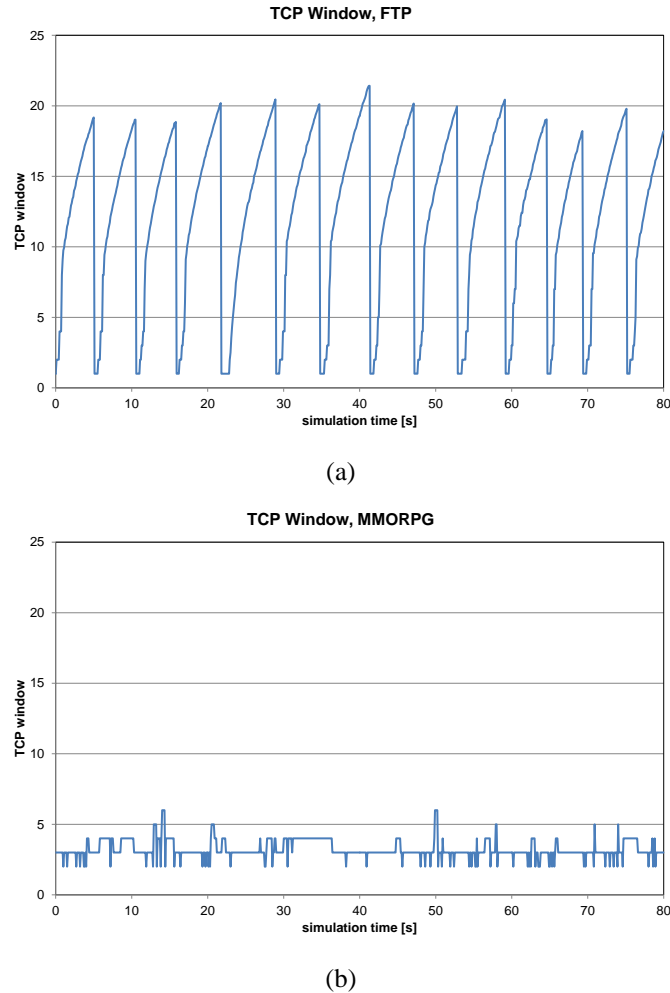 TCP Window, FTP
25
20
15
10
5
0
TCP window
0 10 20 30 40 50 60 70 80
simulation time [s]
(a)
TCP Window, MMORPG
25
20
15
10
5
0
TCP window
0 10 20 30 40 50 60 70 80
simulation time [s]
(b)